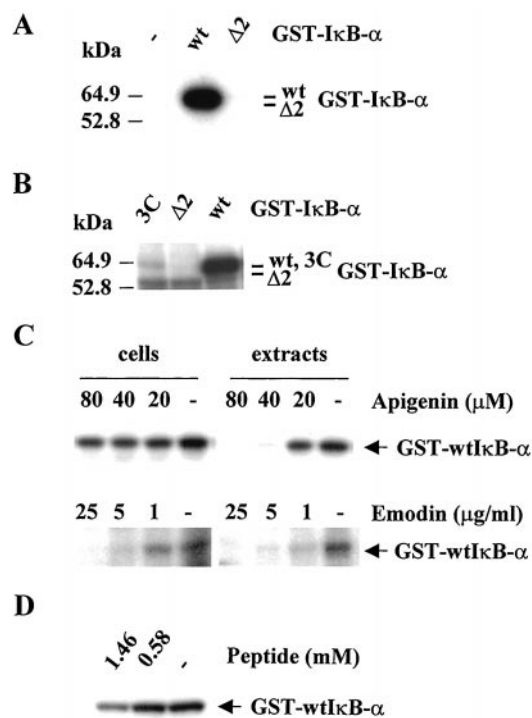 A
kDa - wt Δ2 GST-IκB-α
64.9 – wt
52.8 – Δ2 GST-IκB-α
B
kDa 3C Δ2 wt GST-IκB-α
64.9 – wt, 3C
52.8 – Δ2 GST-IκB-α
C
cells extracts
80 40 20 - 80 40 20 - Apigenin (μM)
GST-wtIκB-α
25 5 1 - 25 5 1 - Emodin (μg/ml)
GST-wtIκB-α
D
1.46 0.58 - Peptide (mM)
GST-wtIκB-α